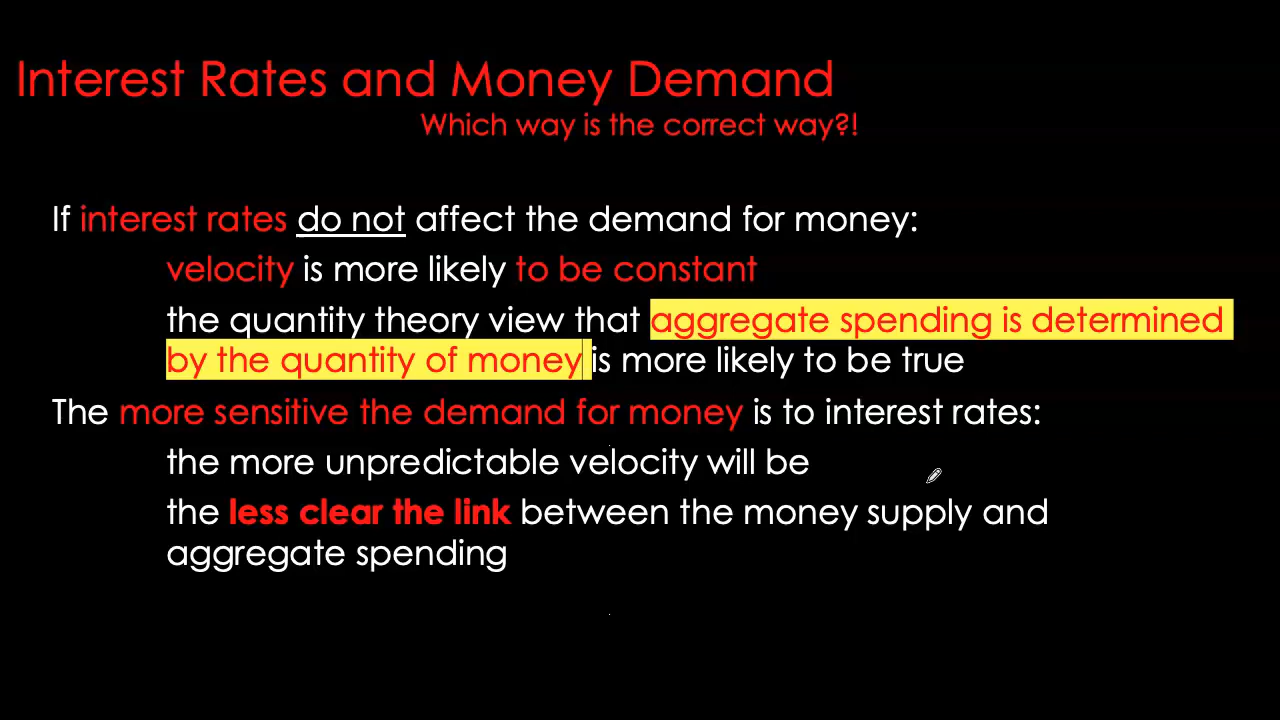 Interest Rates and Money Demand
Which way is the correct way?!
If interest rates do not affect the demand for money:
velocity is more likely to be constant
the quantity theory view that aggregate spending is determined
by the quantity of money is more likely to be true
The more sensitive the demand for money is to interest rates:
the more unpredictable velocity will be
the less clear the link between the money supply and
aggregate spending